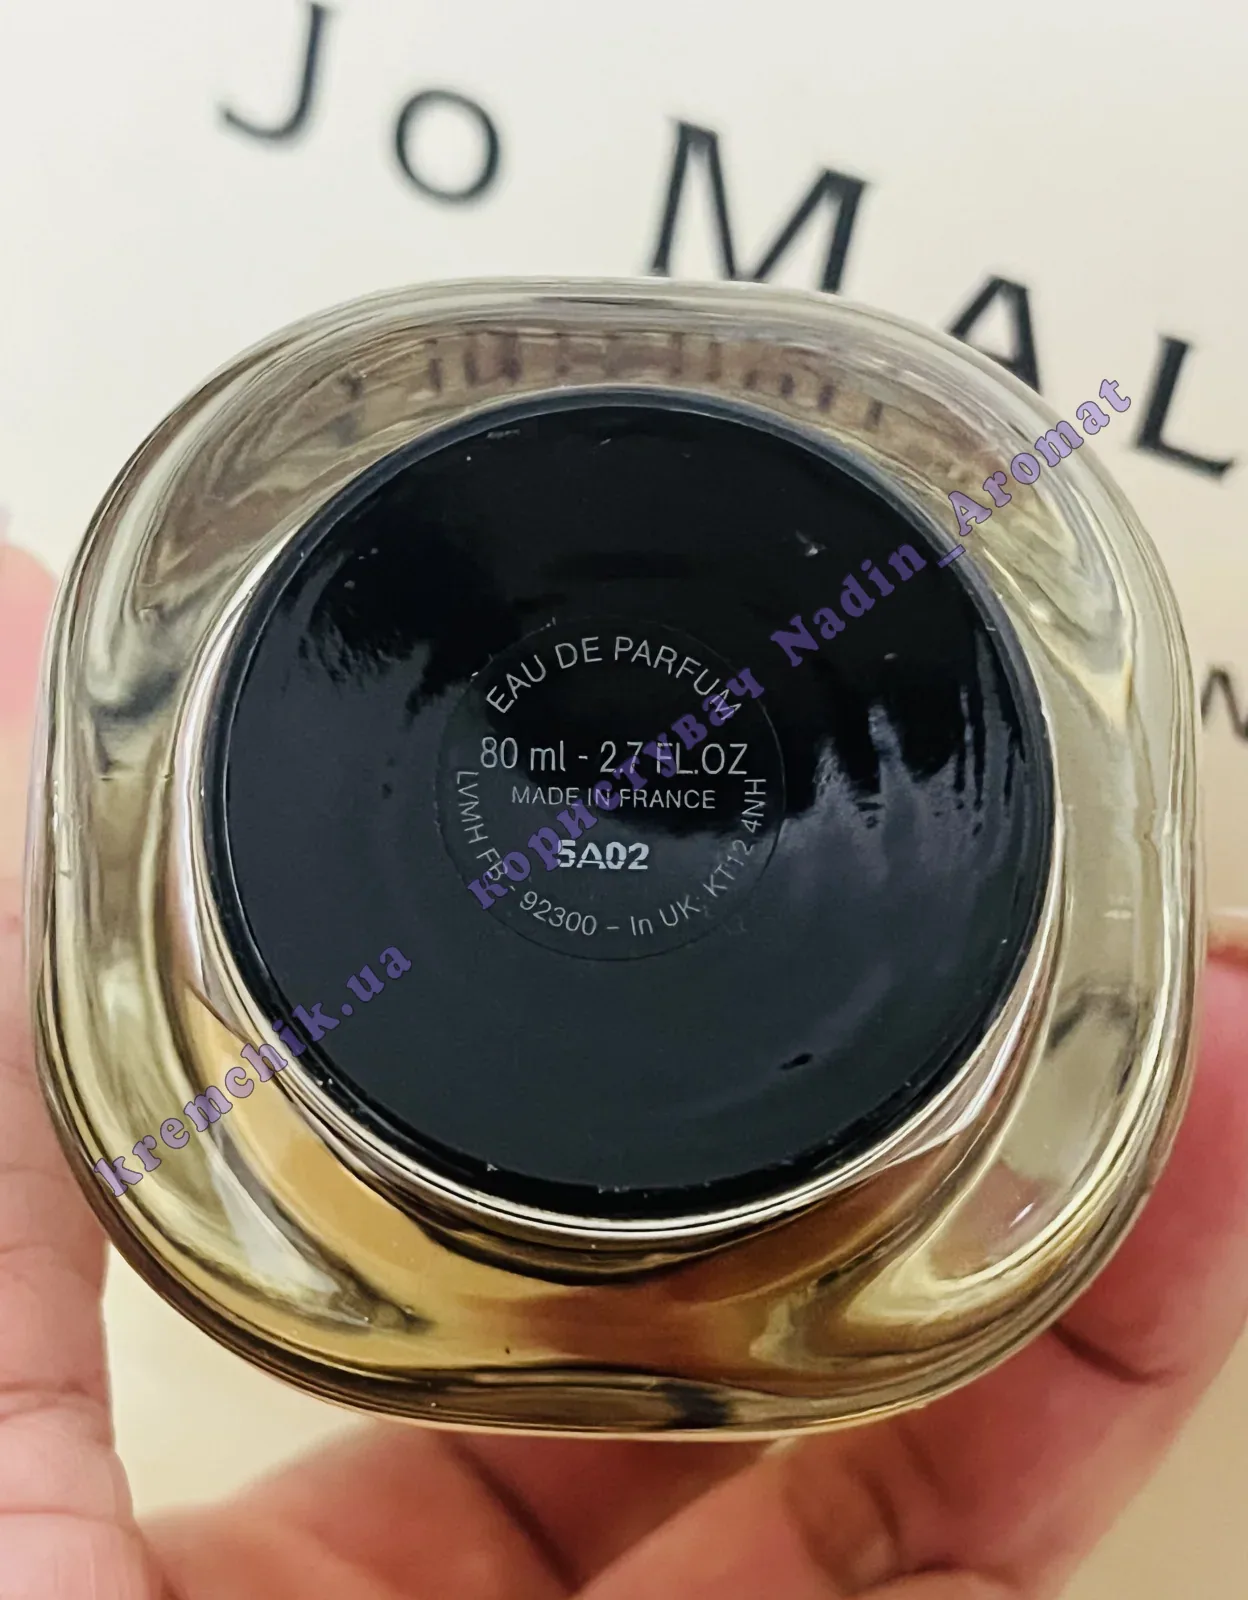 Jo MAL
EAU DE PARFUM
80 ml - 2.7 FL.OZ
MADE IN FRANCE
5A02
LVMH FB, 92300 - In UK: KT12 4NH
користувач Nadin_Aromat
kremchik.ua